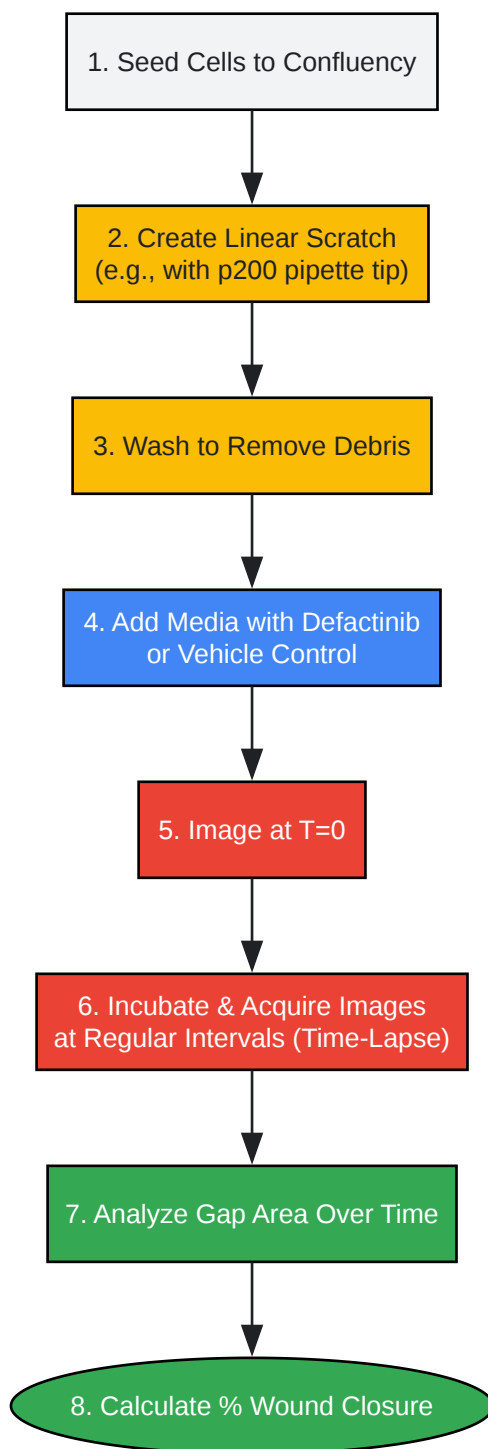 1. Seed Cells to Confluency
2. Create Linear Scratch
(e.g., with p200 pipette tip)
3. Wash to Remove Debris
4. Add Media with Defactinib
or Vehicle Control
5. Image at T=0
6. Incubate & Acquire Images
at Regular Intervals (Time-Lapse)
7. Analyze Gap Area Over Time
8. Calculate % Wound Closure